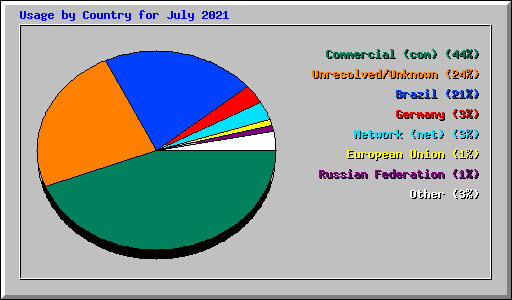 Usage by Country for July 2021
Commercial (com) (44%)
Unresolved/Unknown (24%)
Brazil (21%)
Germany (3%)
Network (net) (3%)
European Union (1%)
Russian Federation (1%)
Other (3%)